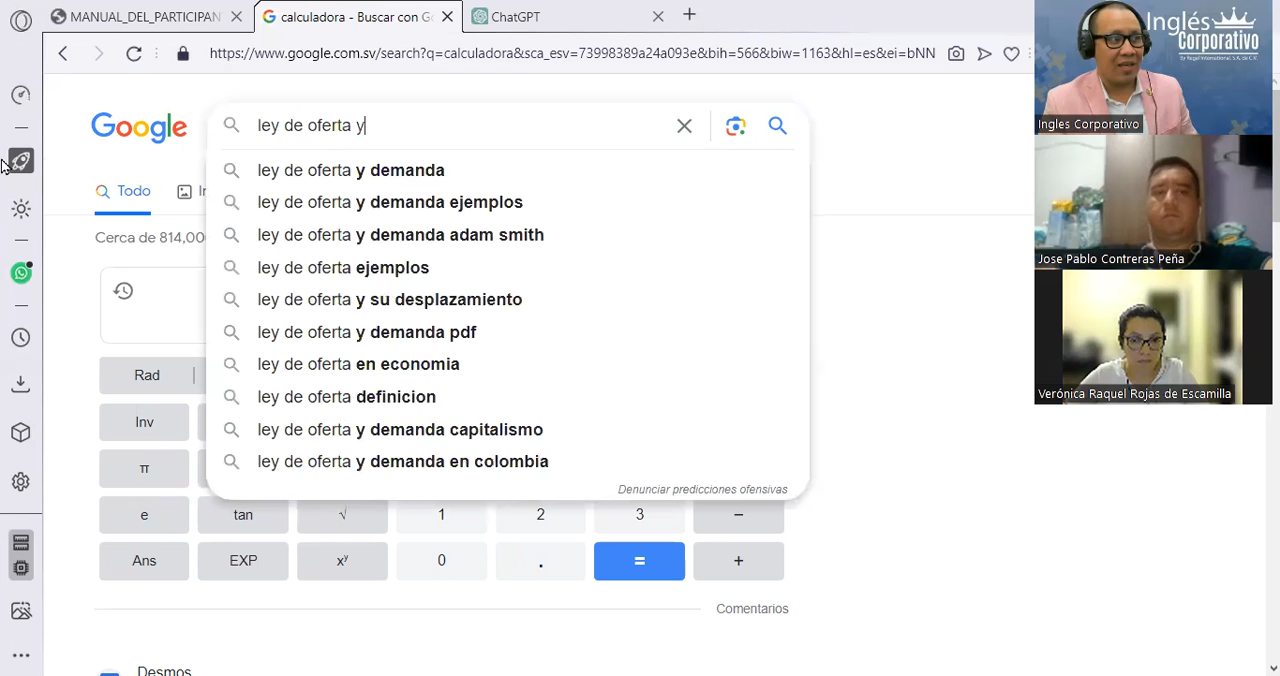 MANUAL_DEL_PARTICIPAN
calculadora - Buscar con G
ChatGPT
https://www.google.com.sv/search?q=calculadora&sca_esv=73998389a24a093e&bih=566&biw=1163&hl=es&ei=bNN
Google
ley de oferta y
ley de oferta y demanda
ley de oferta y demanda ejemplos
ley de oferta y demanda adam smith
ley de oferta ejemplos
ley de oferta y su desplazamiento
ley de oferta y demanda pdf
ley de oferta en economia
ley de oferta definicion
ley de oferta y demanda capitalismo
ley de oferta y demanda en colombia
Denunciar predicciones ofensivas
Todo
Cerca de 814,00
Rad
Inv
π
e tan √ 1 2 3 −
Ans EXP xʸ 0 . = +
Comentarios
Desmos
Inglés
Corporativo
By Regal International, S.A. de C.V.
Ingles Corporativo
Jose Pablo Contreras Peña
Verónica Raquel Rojas de Escamilla